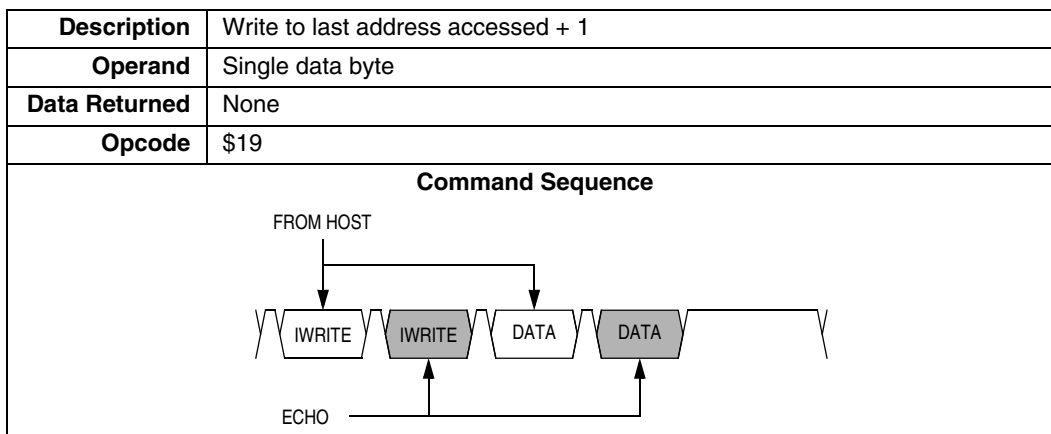 Description Write to last address accessed + 1
Operand Single data byte
Data Returned None
Opcode $19
Command Sequence
FROM HOST
IWRITE IWRITE DATA DATA
ECHO